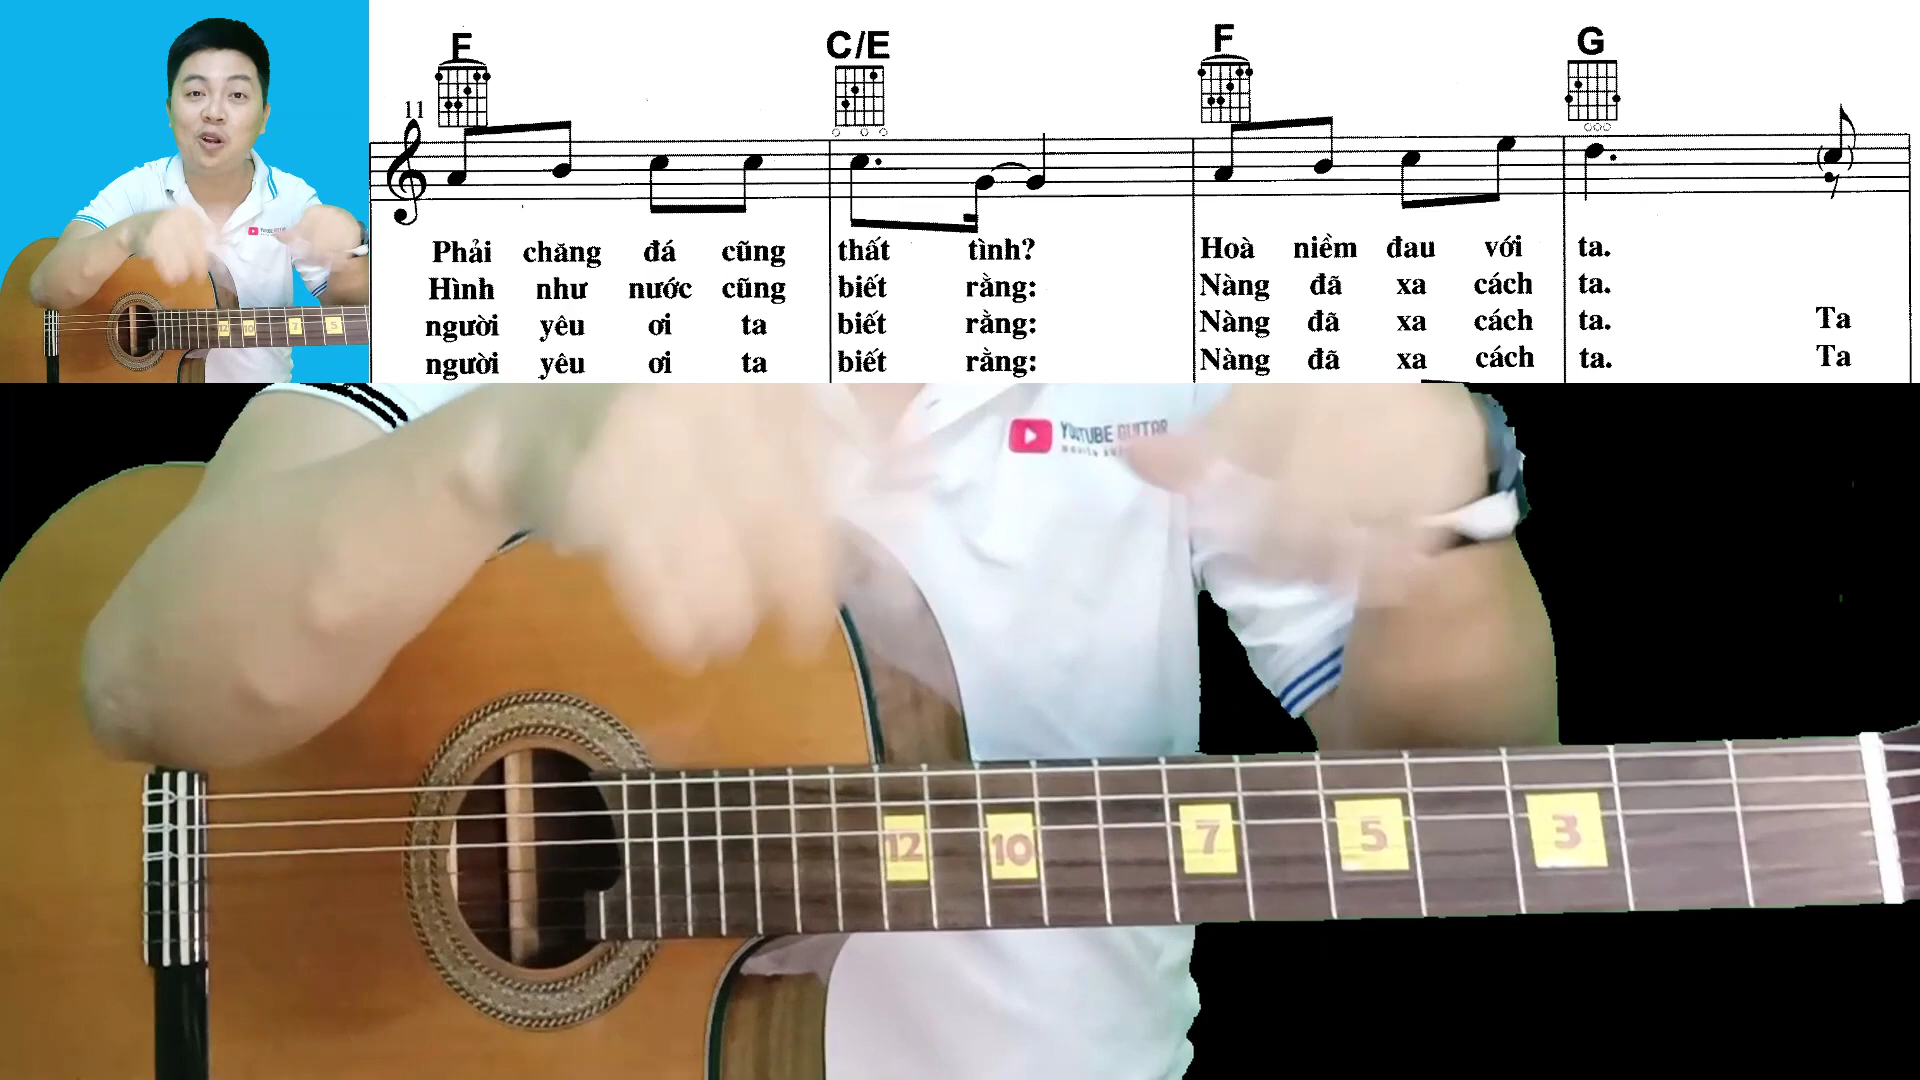 F C/E F G
11
Phải chăng đá cũng thất tình? Hoà niềm đau với ta.
Hình như nước cũng biết rằng: Nàng đã xa cách ta.
người yêu ơi ta biết rằng: Nàng đã xa cách ta. Ta
người yêu ơi ta biết rằng: Nàng đã xa cách ta. Ta
YOUTUBE GUITAR
12 10 7 5
12 10 7 5 3